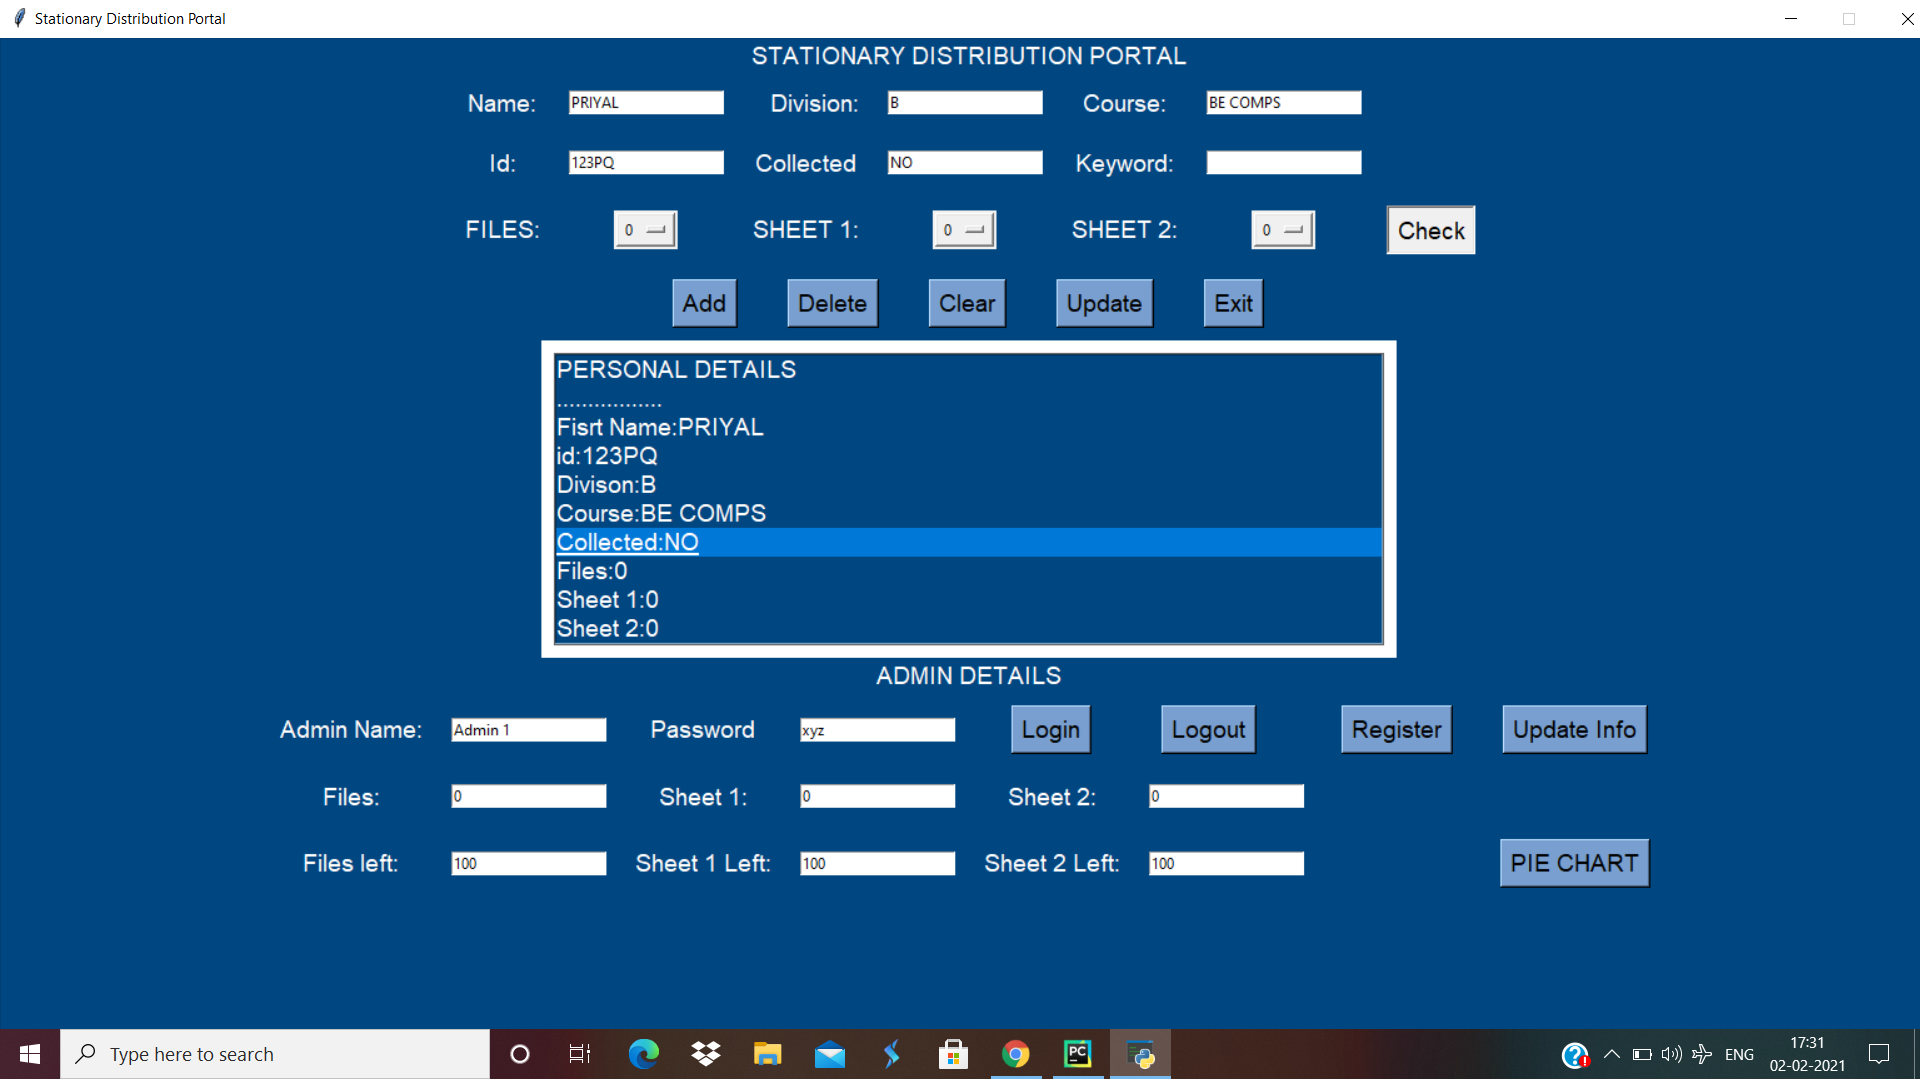 Stationary Distribution Portal
STATIONARY DISTRIBUTION PORTAL
Name: PRIYAL Division: B Course: BE COMPS
Id: 123PQ Collected NO Keyword:
FILES: 0 SHEET 1: 0 SHEET 2: 0 Check
Add Delete Clear Update Exit
PERSONAL DETAILS
.................
Fisrt Name:PRIYAL
id:123PQ
Divison:B
Course:BE COMPS
Collected:NO
Files:0
Sheet 1:0
Sheet 2:0
ADMIN DETAILS
Admin Name: Admin 1 Password xyz Login Logout Register Update Info
Files: 0 Sheet 1: 0 Sheet 2: 0
Files left: 100 Sheet 1 Left: 100 Sheet 2 Left: 100 PIE CHART
Type here to search PC ENG 17:31
02-02-2021